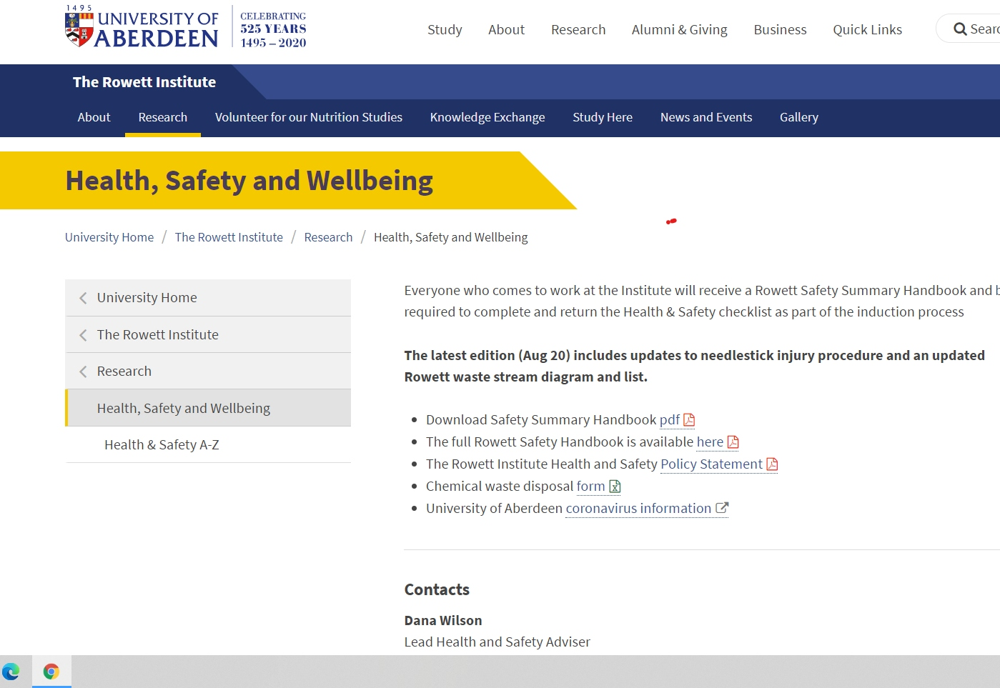 1495
UNIVERSITY OF
ABERDEEN
CELEBRATING
525 YEARS
1495 – 2020
Study About Research Alumni & Giving Business Quick Links
The Rowett Institute
About Research Volunteer for our Nutrition Studies Knowledge Exchange Study Here News and Events Gallery
Health, Safety and Wellbeing
University Home / The Rowett Institute / Research / Health, Safety and Wellbeing
University Home
The Rowett Institute
Research
Health, Safety and Wellbeing
Health & Safety A-Z
Everyone who comes to work at the Institute will receive a Rowett Safety Summary Handbook and
required to complete and return the Health & Safety checklist as part of the induction process
The latest edition (Aug 20) includes updates to needlestick injury procedure and an updated
Rowett waste stream diagram and list.
Download Safety Summary Handbook pdf
The full Rowett Safety Handbook is available here
The Rowett Institute Health and Safety Policy Statement
Chemical waste disposal form
University of Aberdeen coronavirus information
Contacts
Dana Wilson
Lead Health and Safety Adviser